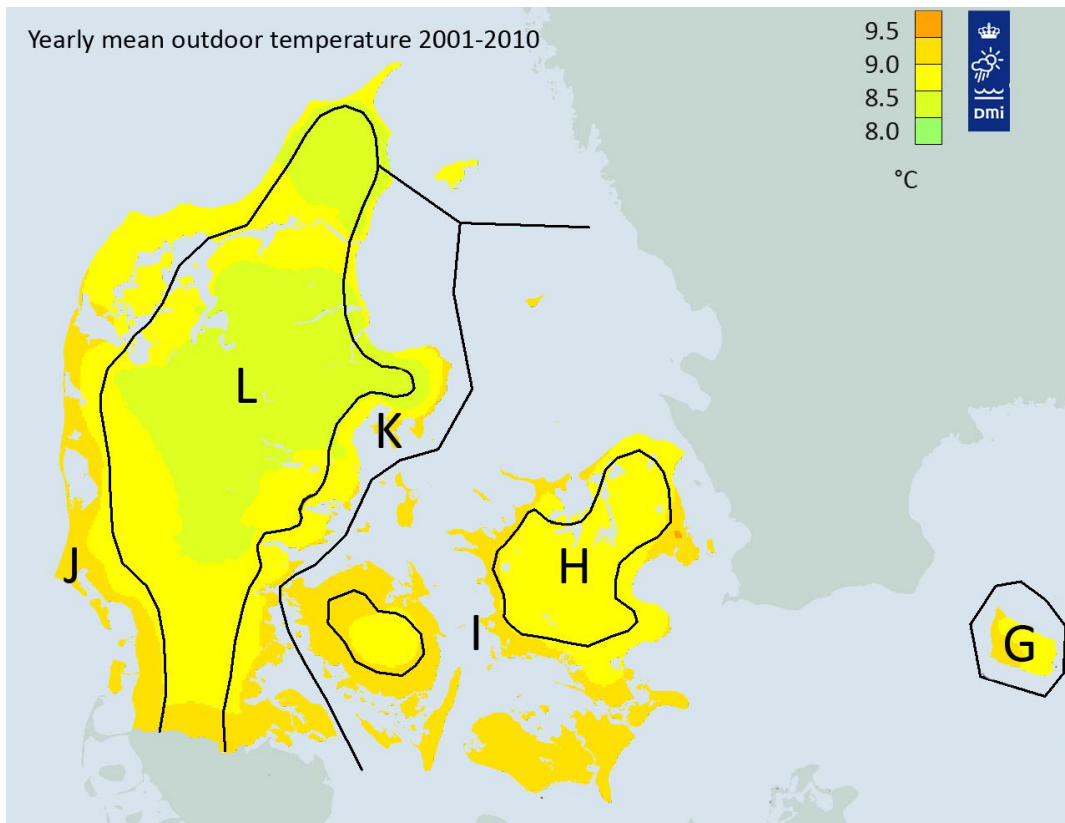 Yearly mean outdoor temperature 2001-2010
9.5
9.0
8.5
8.0
°C
DMi
L
K
J
H
I
G